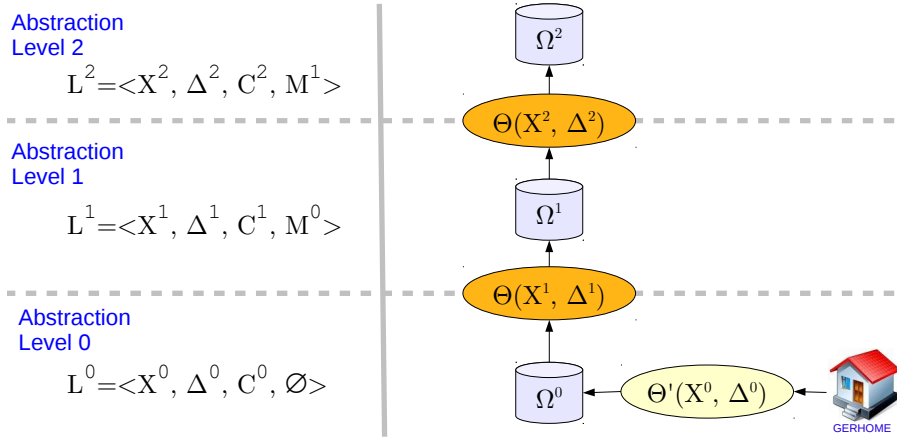 Abstraction
Level 2
L²=<X², Δ², C², M¹>
Ω²
Θ(X², Δ²)
Abstraction
Level 1
L¹=<X¹, Δ¹, C¹, M⁰>
Ω¹
Θ(X¹, Δ¹)
Abstraction
Level 0
L⁰=<X⁰, Δ⁰, C⁰, ∅>
Ω⁰
Θ'(X⁰, Δ⁰)
GERHOME